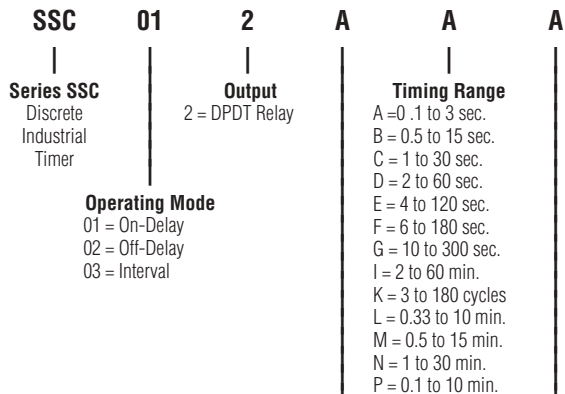 SSC 01 2 A A A
Series SSC
Discrete
Industrial
Timer
Output
2 = DPDT Relay
Operating Mode
01 = On-Delay
02 = Off-Delay
03 = Interval
Timing Range
A =0 .1 to 3 sec.
B = 0.5 to 15 sec.
C = 1 to 30 sec.
D = 2 to 60 sec.
E = 4 to 120 sec.
F = 6 to 180 sec.
G = 10 to 300 sec.
I = 2 to 60 min.
K = 3 to 180 cycles
L = 0.33 to 10 min.
M = 0.5 to 15 min.
N = 1 to 30 min.
P = 0.1 to 10 min.